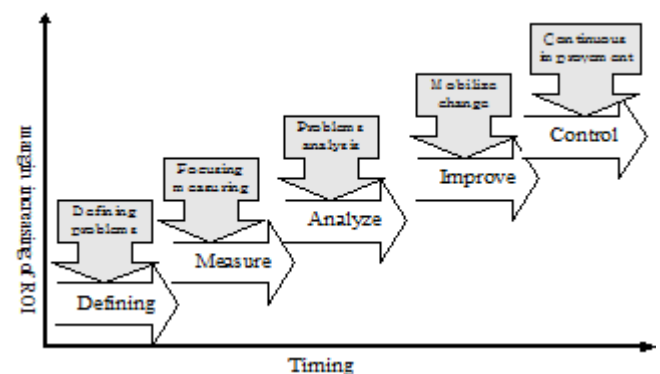 Continuous
improvement
Mobilize
change
Control
Problems
analysis
Improve
Focusing
measuring
Analyze
Defining
problems
Measure
Defining
margin increasing of ROI
Timing